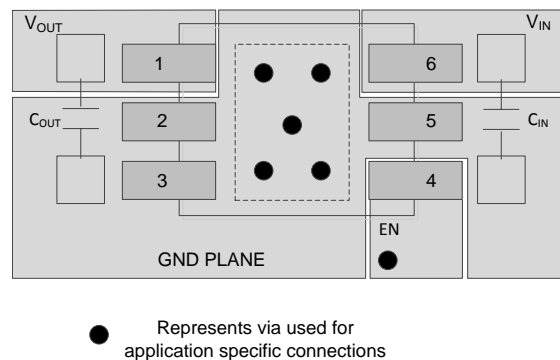 VOUT
VIN
1
6
COUT
2
5
CIN
3
4
EN
GND PLANE
Represents via used for
application specific connections